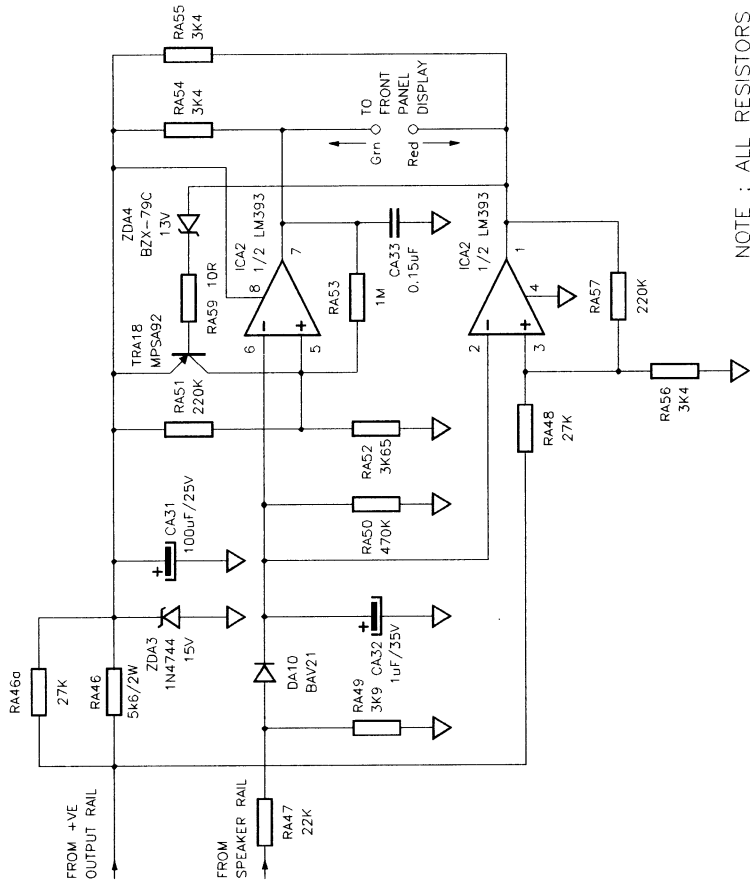 RA55
3K4
RA54
3K4
TO
FRONT
PANEL
DISPLAY
Grn
Red
ZDA4
BZX-79C
13V
RA59 10R
TRA18
MPSA92
ICA2
1/2 LM393
8
7
6
5
RA53
1M
CA33
0.15uF
RA51
220K
RA52
3K65
CA31
100uF/25V
RA50
470K
ICA2
1/2 LM393
1
2
3
4
RA57
220K
RA56
3K4
RA48
27K
RA46a
27K
RA46
5k6/2W
ZDA3
1N4744
15V
DA10
BAV21
CA32
1uF/35V
RA49
3K9
RA47
22K
FROM +VE
OUTPUT RAIL
FROM
SPEAKER RAIL
NOTE : ALL RESISTORS